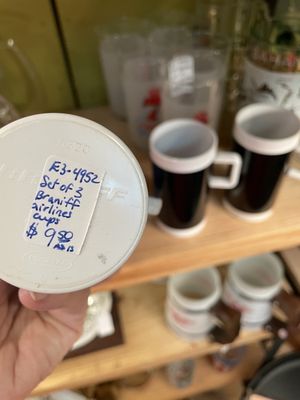 E3-4952
Set of 3
Braniff
airlines
cups
$ 9.50